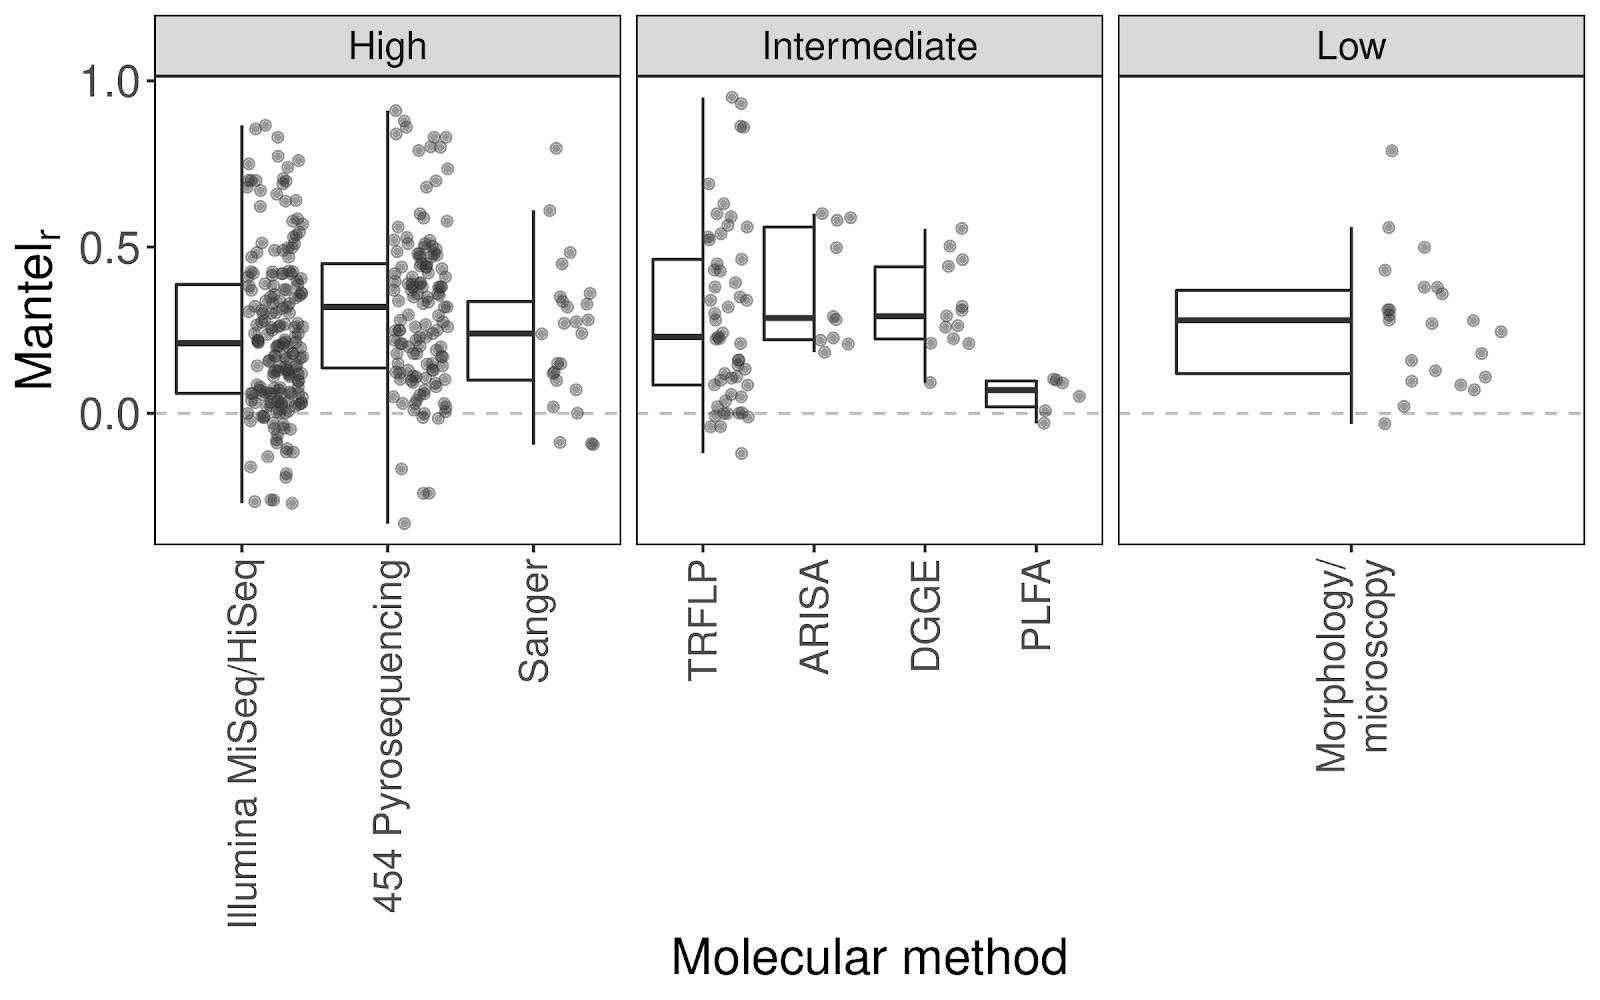 High
Intermediate
Low
1.0
0.5
0.0
Mantelr
Illumina MiSeq/HiSeq
454 Pyrosequencing
Sanger
TRFLP
ARISA
DGGE
PLFA
Morphology/
microscopy
Molecular method